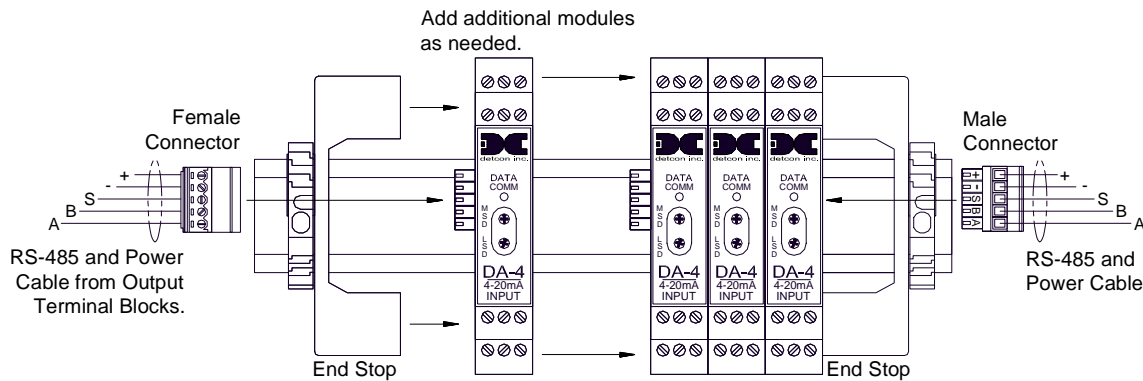 Add additional modules
as needed.
Female
Connector
+
-
S
B
A
RS-485 and Power
Cable from Output
Terminal Blocks.
End Stop
detcon inc.
DATA
COMM
MSD
LSD
DA-4
4-20mA
INPUT
detcon inc.
DATA
COMM
MSD
LSD
DA-4
4-20mA
INPUT
detcon inc.
DATA
COMM
MSD
LSD
DA-4
4-20mA
INPUT
detcon inc.
DATA
COMM
MSD
LSD
DA-4
4-20mA
INPUT
End Stop
Male
Connector
+
-
S
B
A
+
-
S
B
A
RS-485 and
Power Cable